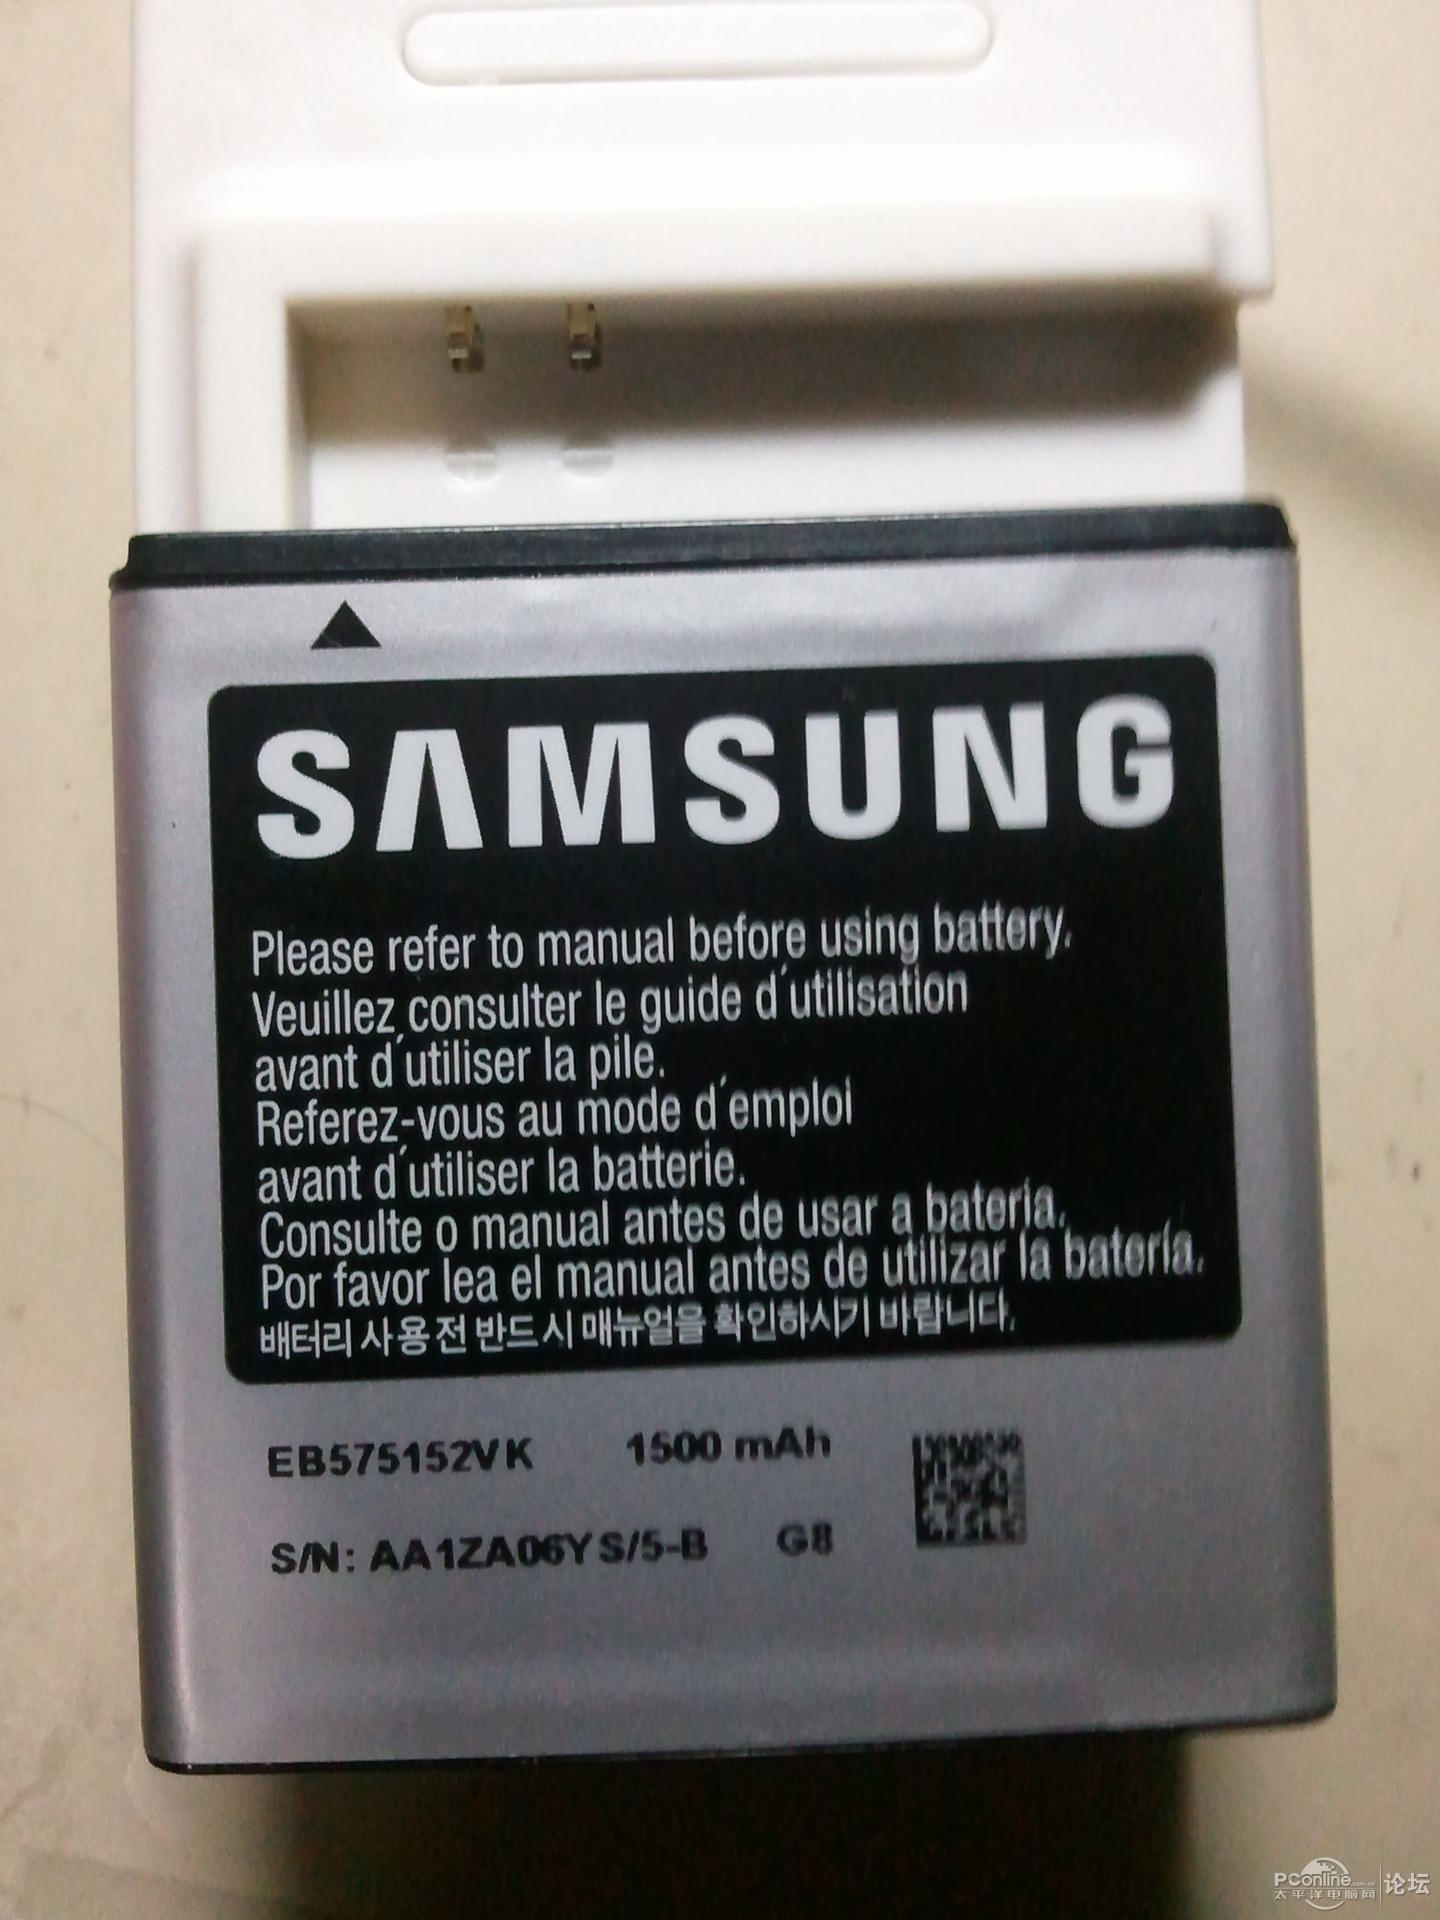 SAMSUNG
Please refer to manual before using battery.
Veuillez consulter le guide d'utilisation
avant d'utiliser la pile.
Referez-vous au mode d'emploi
avant d'utiliser la batterie.
Consulte o manual antes de usar a bateria.
Por favor lea el manual antes de utilizar la batería.
배터리 사용 전 반드시 매뉴얼을 확인하시기 바랍니다.
EB575152VK 1500 mAh
S/N: AA1ZA06YS/5-B G8
PConline.com.cn 论坛
太平洋电脑网